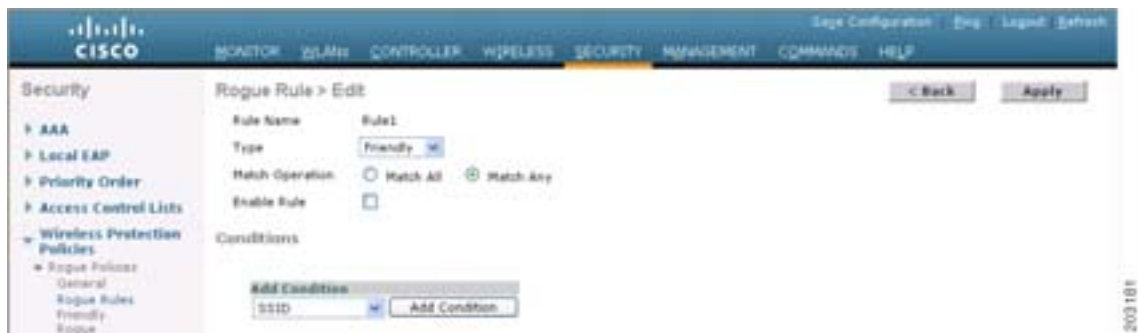 Save Configuration Ping Logout Refresh
CISCO
MONITOR WLANs CONTROLLER WIRELESS SECURITY MANAGEMENT COMMANDS HELP
Security
AAA
Local EAP
Priority Order
Access Control Lists
Wireless Protection Policies
Rogue Policies
General
Rogue Rules
Friendly
Rogue
Rogue Rule > Edit
< Back Apply
Rule Name Rule1
Type Friendly
Match Operation Match All Match Any
Enable Rule
Conditions
Add Condition
SSID Add Condition
203181